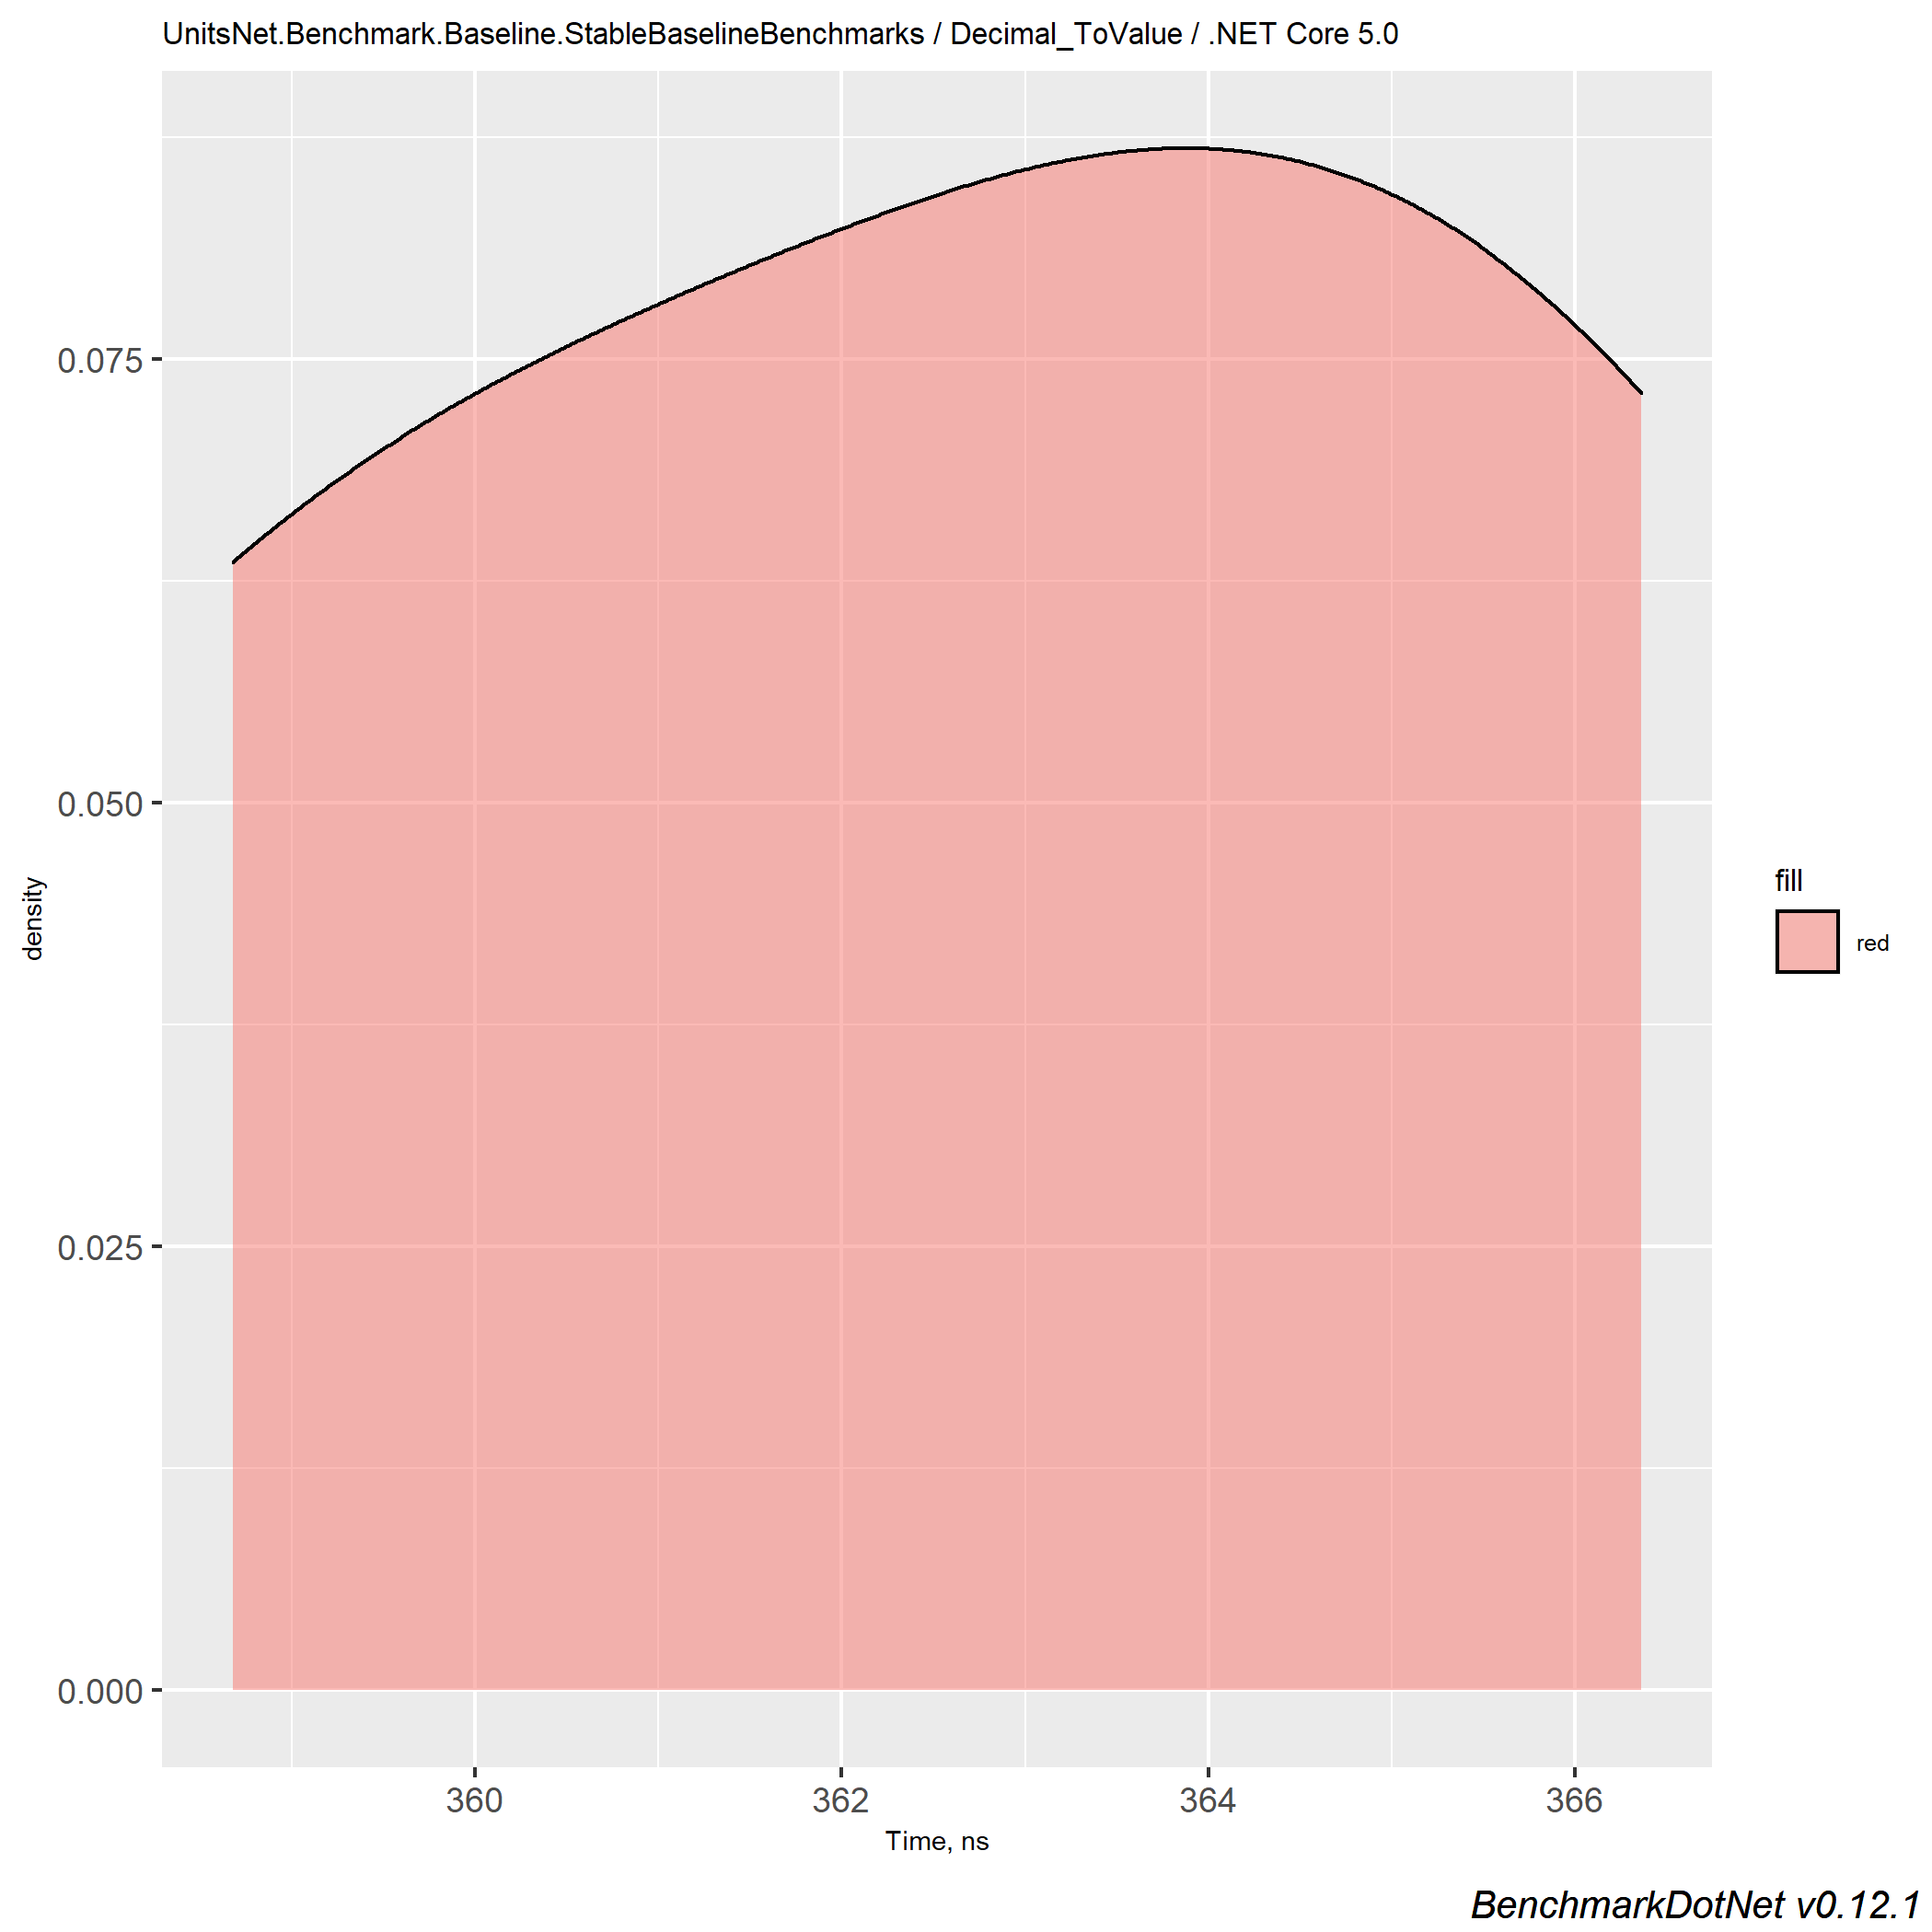 UnitsNet.Benchmark.Baseline.StableBaselineBenchmarks / Decimal_ToValue / .NET Core 5.0
0.075
0.050
0.025
0.000
density
360 362 364 366
Time, ns
fill
red
BenchmarkDotNet v0.12.1